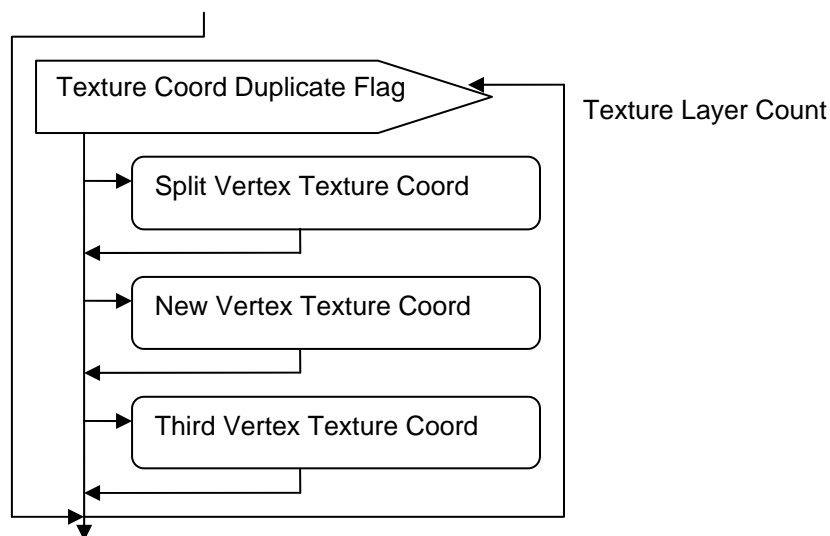 Texture Coord Duplicate Flag
Texture Layer Count
Split Vertex Texture Coord
New Vertex Texture Coord
Third Vertex Texture Coord